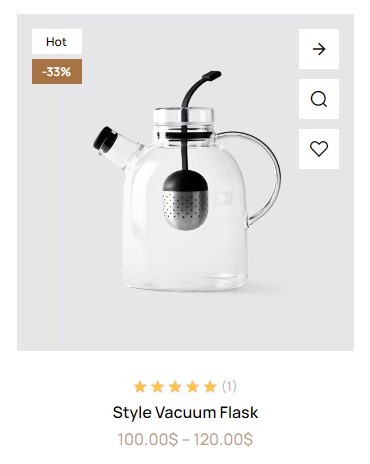 Hot
-33%
(1)
Style Vacuum Flask
100.00$ – 120.00$